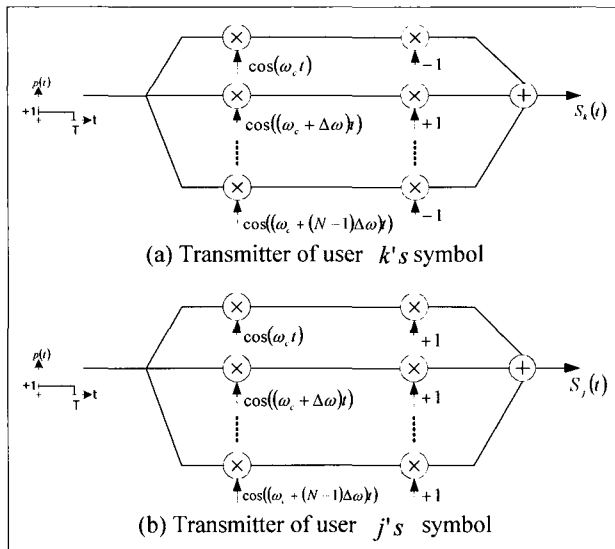 cos(ω_c t)
−1
p(t)
+1
T
t
cos((ω_c + Δω)t)
+1
S_k(t)
cos((ω_c + (N−1)Δω)t)
−1
(a) Transmitter of user k's symbol
cos(ω_c t)
+1
p(t)
+1
T
t
cos((ω_c + Δω)t)
+1
S_j(t)
cos((ω_c + (N−1)Δω)t)
+1
(b) Transmitter of user j's symbol